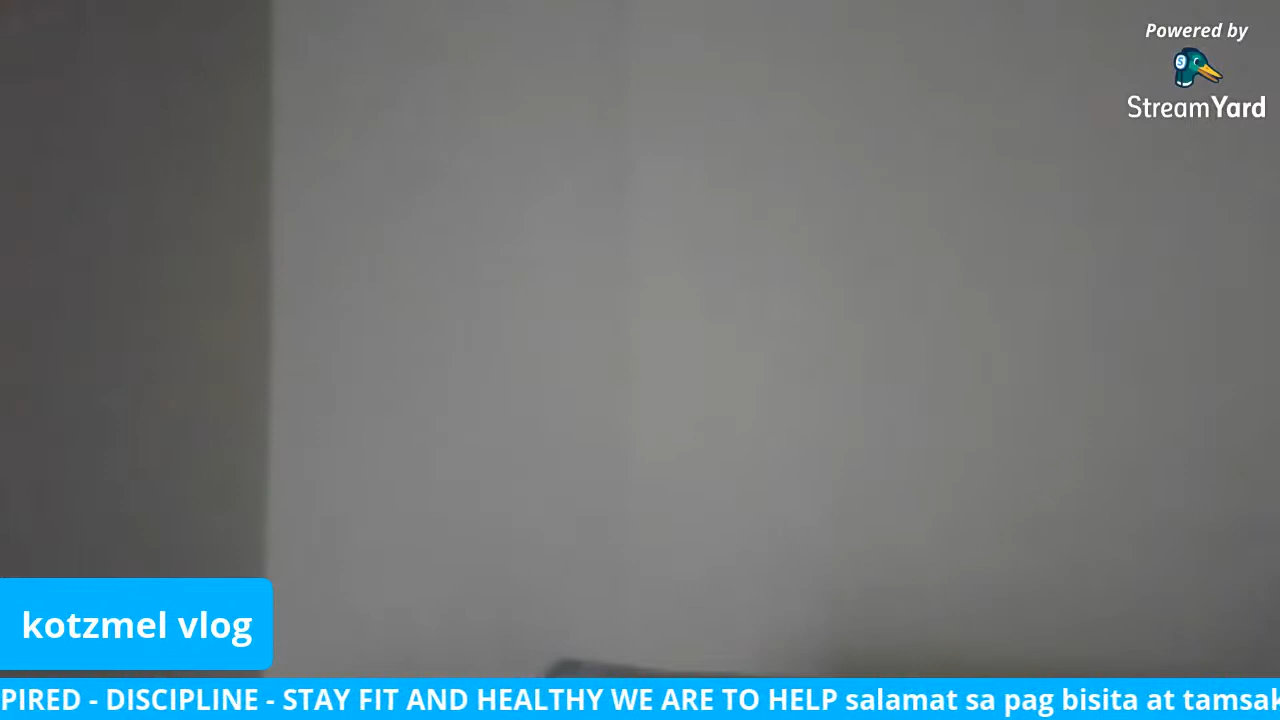 Powered by
StreamYard
kotzmel vlog
PIRED - DISCIPLINE - STAY FIT AND HEALTHY WE ARE TO HELP salamat sa pag bisita at tamsak